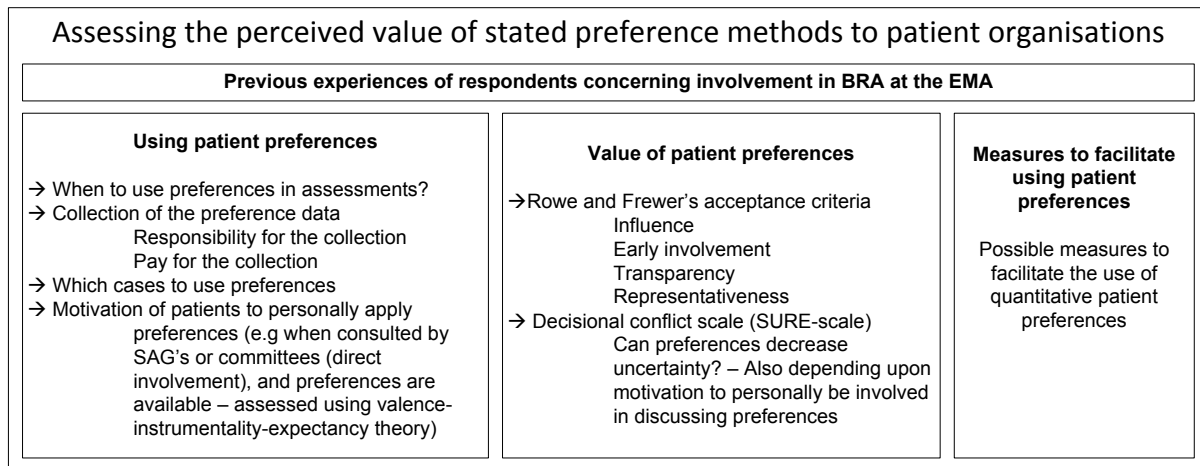 Assessing the perceived value of stated preference methods to patient organisations
Previous experiences of respondents concerning involvement in BRA at the EMA
Using patient preferences
→ When to use preferences in assessments?
→ Collection of the preference data
Responsibility for the collection
Pay for the collection
→ Which cases to use preferences
→ Motivation of patients to personally apply
preferences (e.g when consulted by
SAG's or committees (direct
involvement), and preferences are
available – assessed using valence-
instrumentality-expectancy theory)
Value of patient preferences
→Rowe and Frewer's acceptance criteria
Influence
Early involvement
Transparency
Representativeness
→ Decisional conflict scale (SURE-scale)
Can preferences decrease
uncertainty? – Also depending upon
motivation to personally be involved
in discussing preferences
Measures to facilitate
using patient
preferences
Possible measures to
facilitate the use of
quantitative patient
preferences